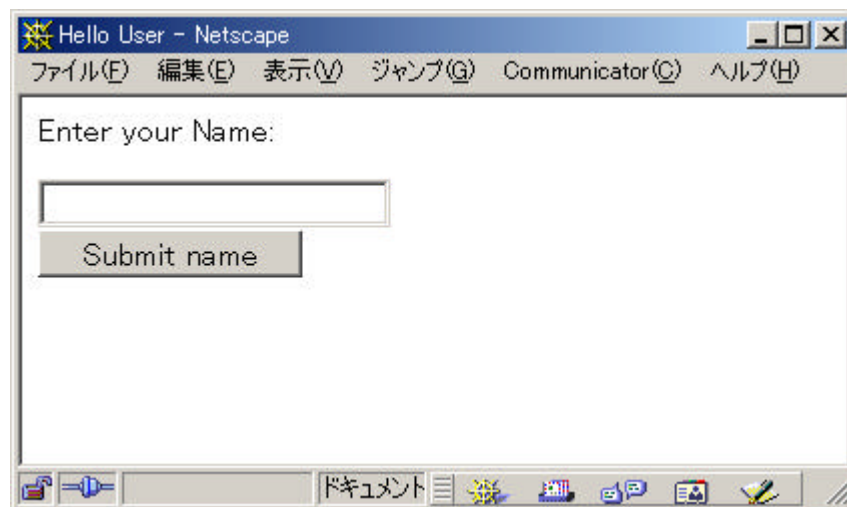 Hello User - Netscape
ファイル(F) 編集(E) 表示(V) ジャンプ(G) Communicator(C) ヘルプ(H)
Enter your Name:
Submit name
ドキュメント